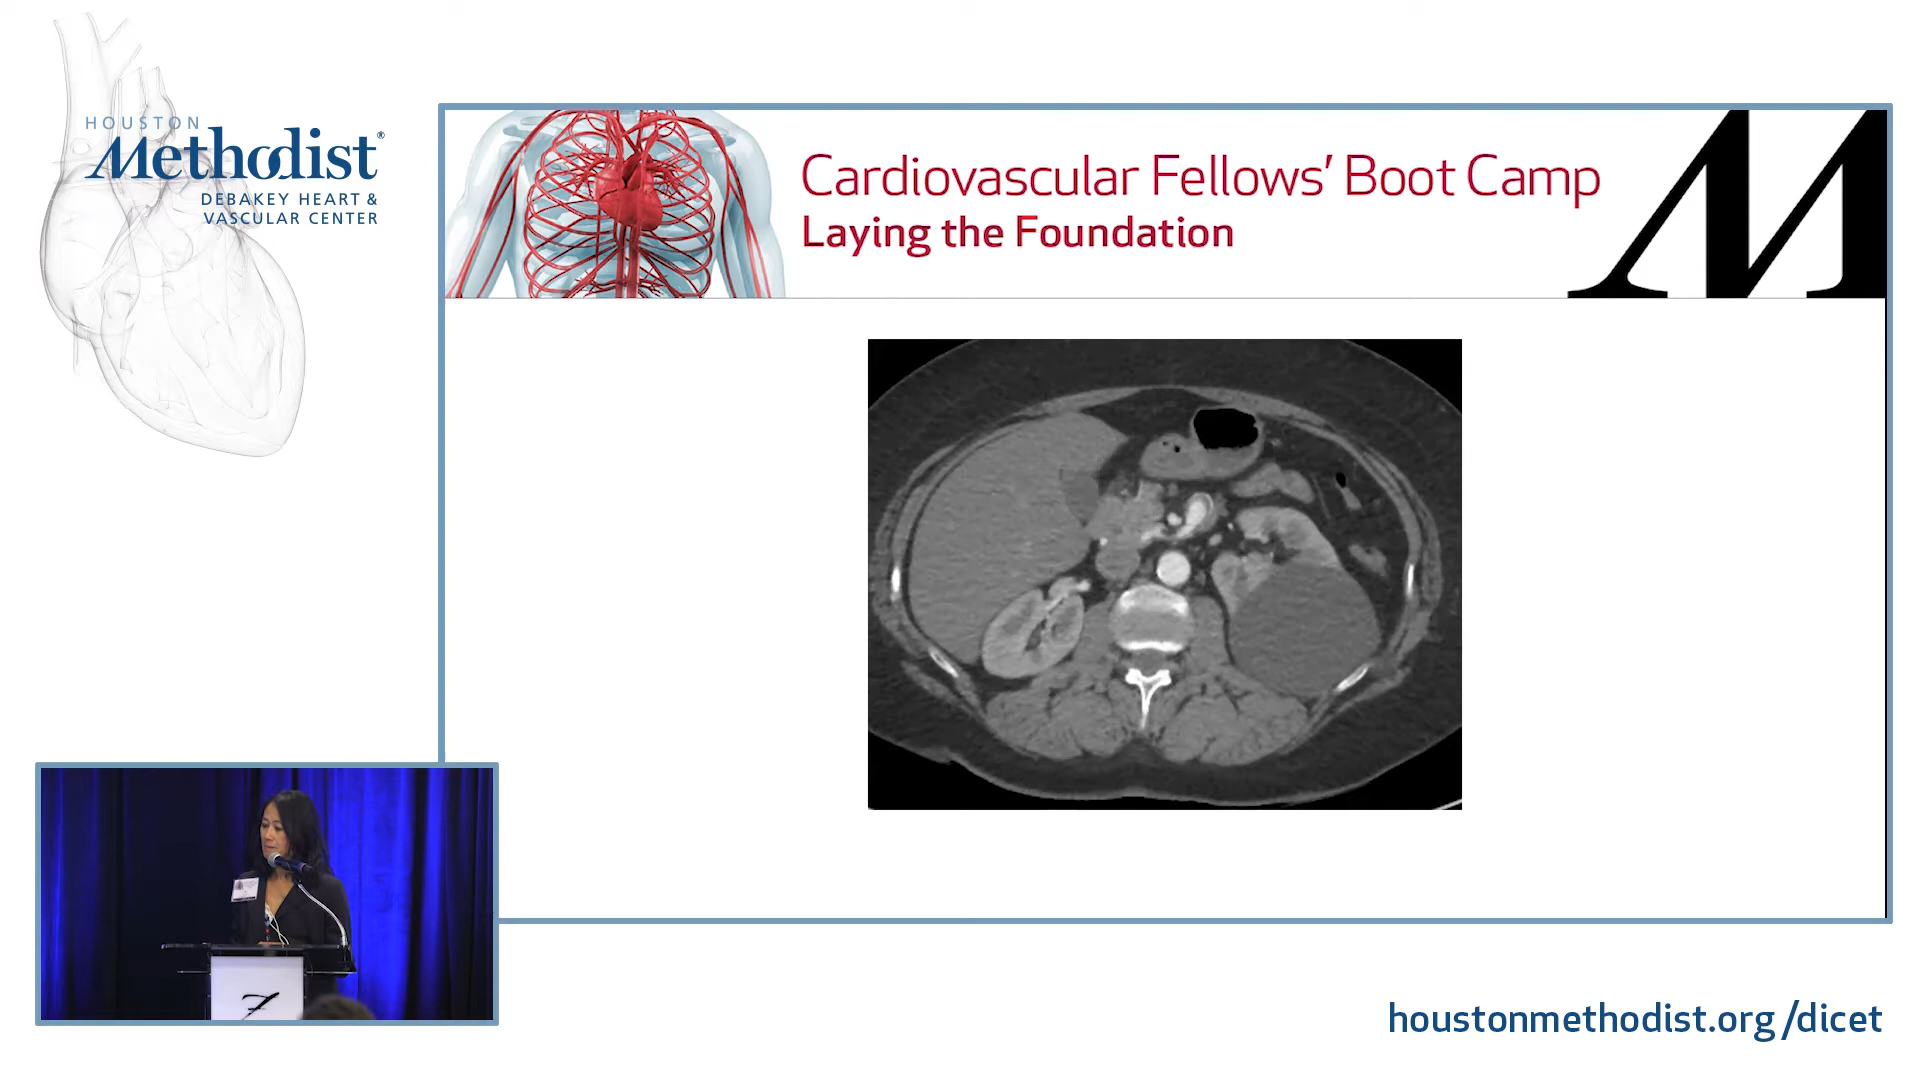 HOUSTON
Methodist®
DEBAKEY HEART &
VASCULAR CENTER
Cardiovascular Fellows' Boot Camp
Laying the Foundation
M
houstonmethodist.org/dicet